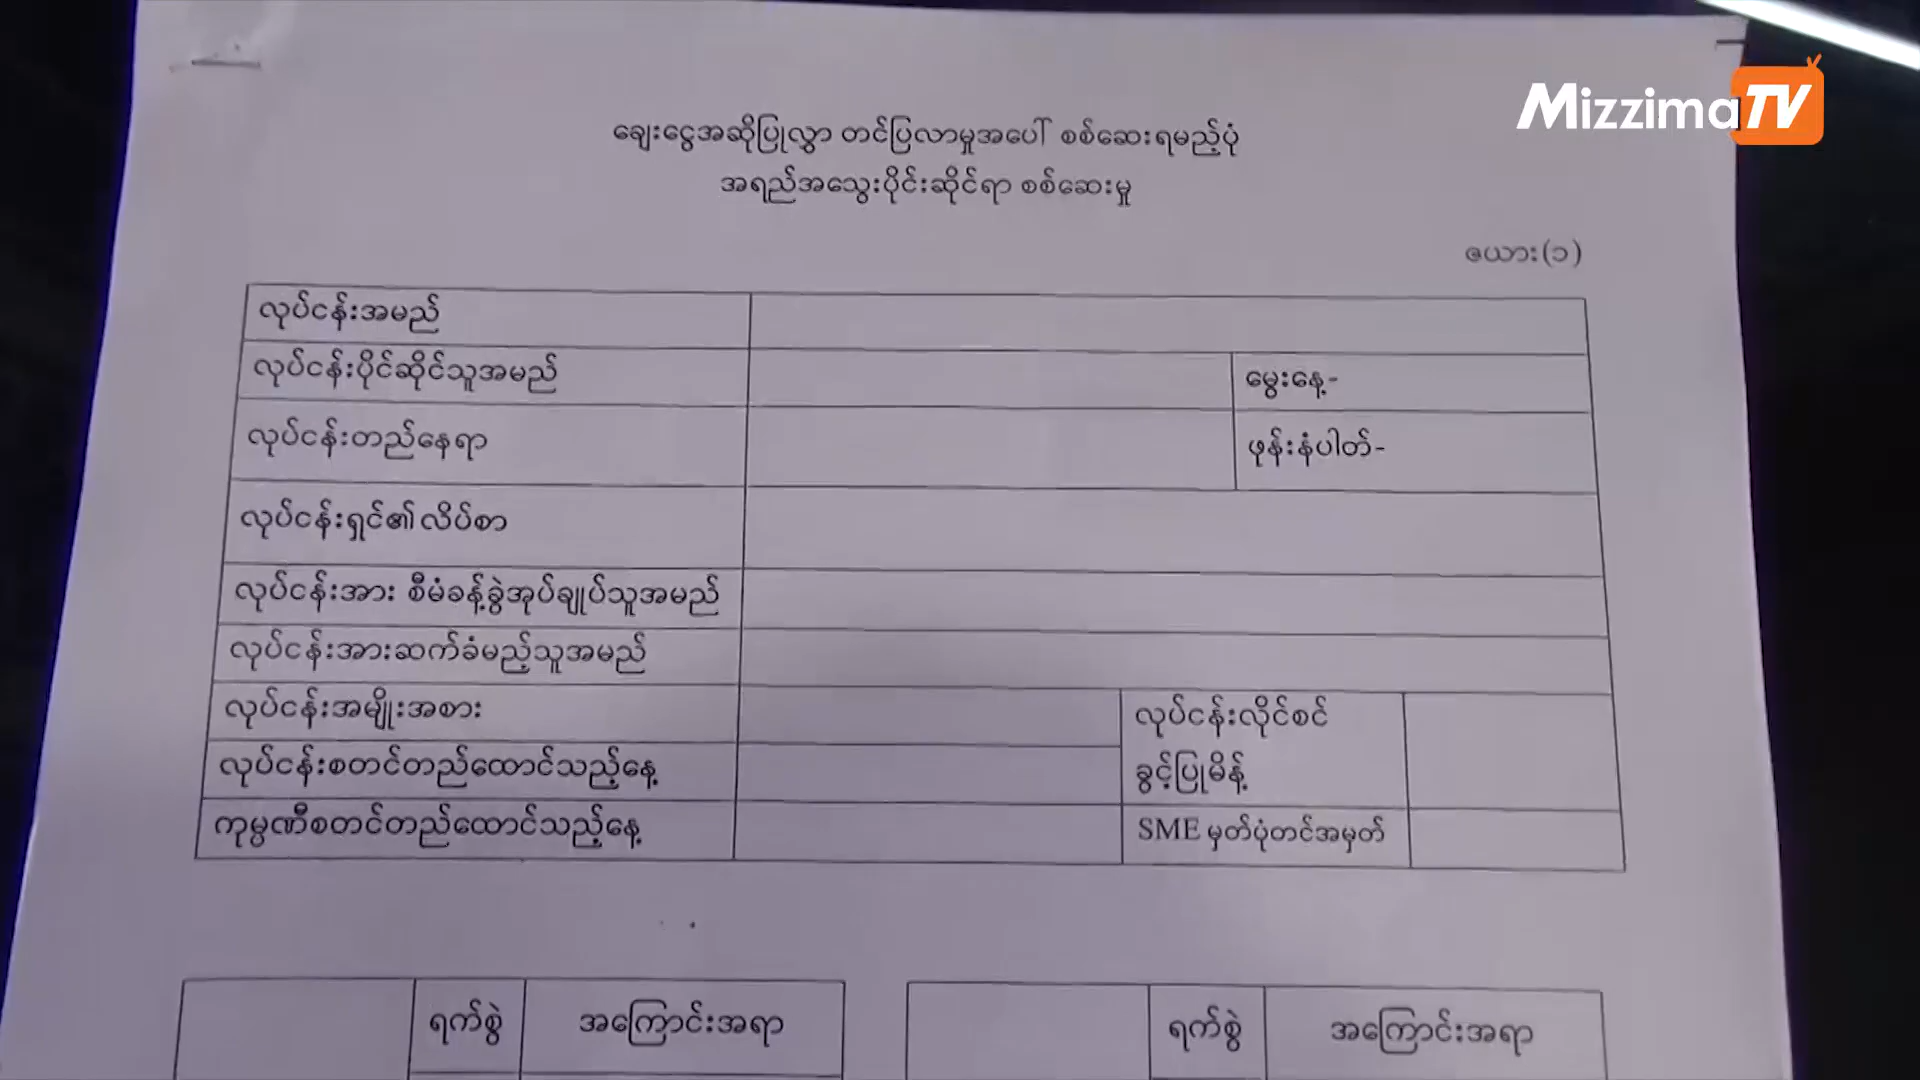 Mizzima TV
ချေးငွေအဆိုပြုလွှာ တင်ပြလာမှုအပေါ် စစ်ဆေးရမည့်ပုံ
အရည်အသွေးပိုင်းဆိုင်ရာ စစ်ဆေးမှု
ဇယား(၁)
လုပ်ငန်းအမည်
လုပ်ငန်းပိုင်ဆိုင်သူအမည်
မွေးနေ့-
လုပ်ငန်းတည်နေရာ
ဖုန်းနံပါတ်-
လုပ်ငန်းရှင်၏လိပ်စာ
လုပ်ငန်းအား စီမံခန့်ခွဲအုပ်ချုပ်သူအမည်
လုပ်ငန်းအားဆက်ခံမည့်သူအမည်
လုပ်ငန်းအမျိုးအစား
လုပ်ငန်းလိုင်စင်
ခွင့်ပြုမိန့်
လုပ်ငန်းစတင်တည်ထောင်သည့်နေ့
ကုမ္ပဏီစတင်တည်ထောင်သည့်နေ့
SME မှတ်ပုံတင်အမှတ်
ရက်စွဲ အကြောင်းအရာ
ရက်စွဲ အကြောင်းအရာ